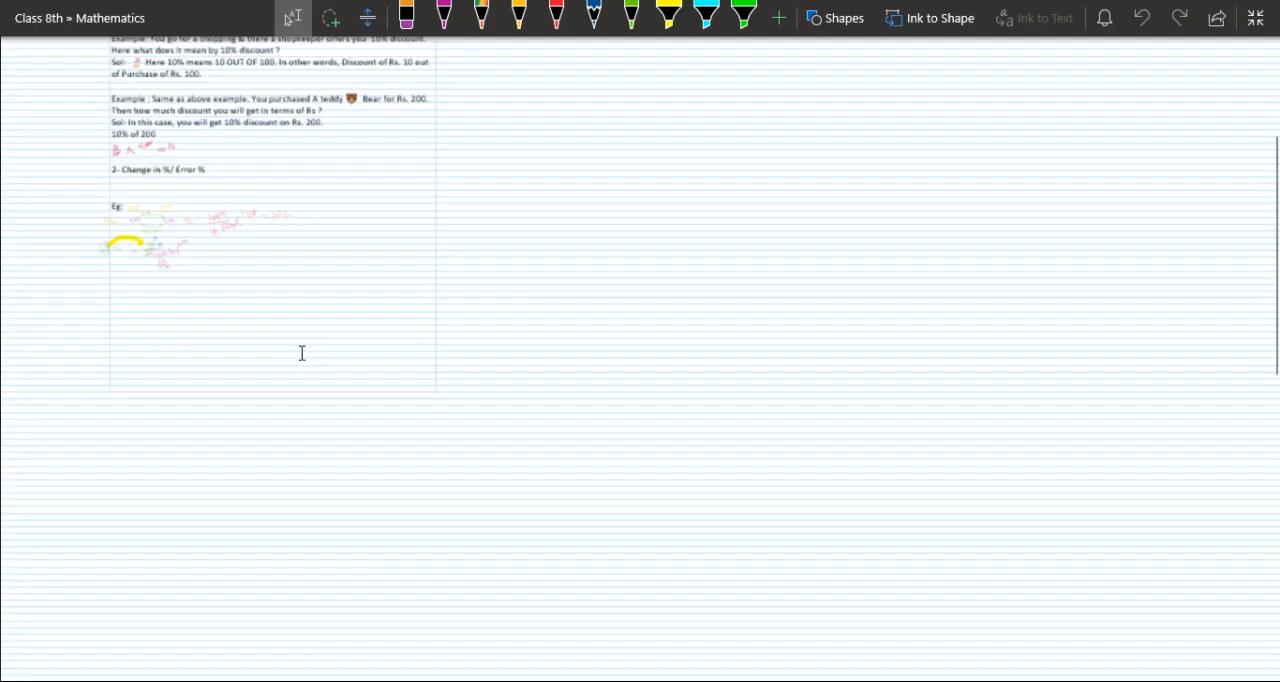 Class 8th » Mathematics
Shapes
Ink to Shape
Ink to Text
Example: You go for a shopping & there a shopkeeper offers you 10% discount.
Here what does it mean by 10% discount ?
Sol: Here 10% means 10 OUT OF 100. In other words, Discount of Rs. 10 out
of Purchase of Rs. 100.
Example : Same as above example. You purchased A teddy 🐻 Bear for Rs. 200.
Then how much discount you will get in terms of Rs ?
Sol: In this case, you will get 10% discount on Rs. 200.
10% of 200
2- Change in %/ Error %
Eg: